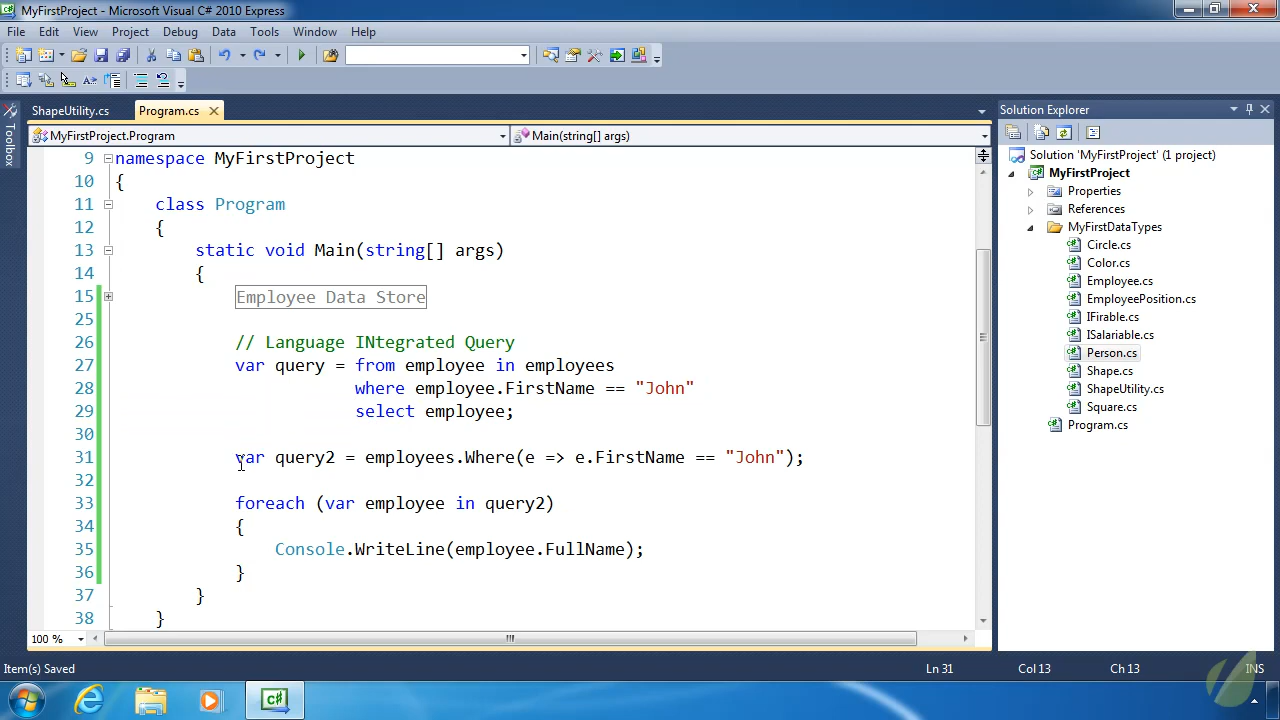 MyFirstProject - Microsoft Visual C# 2010 Express
File Edit View Project Debug Data Tools Window Help
ShapeUtility.cs Program.cs
MyFirstProject.Program Main(string[] args)
9 namespace MyFirstProject
10 {
11 class Program
12 {
13 static void Main(string[] args)
14 {
15 Employee Data Store
25
26 // Language INtegrated Query
27 var query = from employee in employees
28 where employee.FirstName == "John"
29 select employee;
30
31 var query2 = employees.Where(e => e.FirstName == "John");
32
33 foreach (var employee in query2)
34 {
35 Console.WriteLine(employee.FullName);
36 }
37 }
38 }
100 %
Toolbox
Solution Explorer
Solution 'MyFirstProject' (1 project)
MyFirstProject
Properties
References
MyFirstDataTypes
Circle.cs
Color.cs
Employee.cs
EmployeePosition.cs
IFirable.cs
ISalariable.cs
Person.cs
Shape.cs
ShapeUtility.cs
Square.cs
Program.cs
Item(s) Saved Ln 31 Col 13 Ch 13 INS
C#